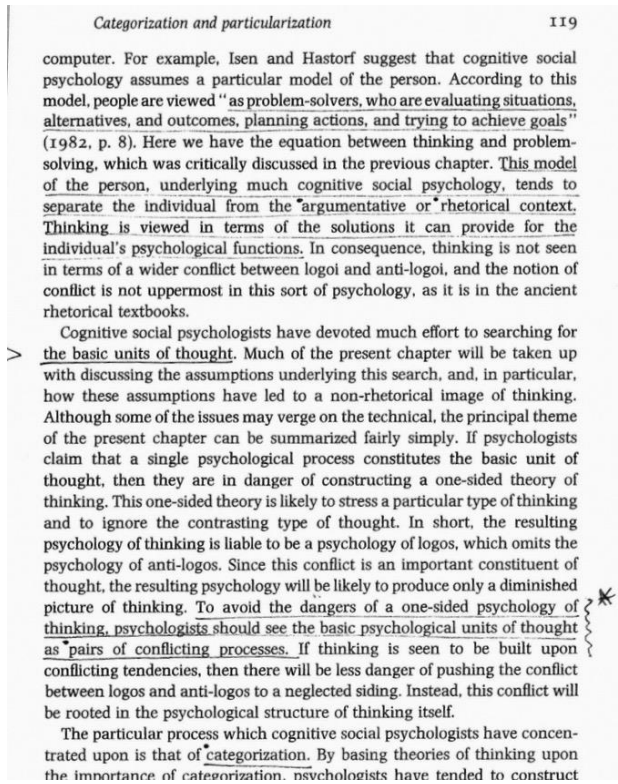 Categorization and particularization 119
computer. For example, Isen and Hastorf suggest that cognitive social
psychology assumes a particular model of the person. According to this
model, people are viewed "as problem-solvers, who are evaluating situations,
alternatives, and outcomes, planning actions, and trying to achieve goals"
(1982, p. 8). Here we have the equation between thinking and problem-
solving, which was critically discussed in the previous chapter. This model
of the person, underlying much cognitive social psychology, tends to
separate the individual from the argumentative or rhetorical context.
Thinking is viewed in terms of the solutions it can provide for the
individual's psychological functions. In consequence, thinking is not seen
in terms of a wider conflict between logoi and anti-logoi, and the notion of
conflict is not uppermost in this sort of psychology, as it is in the ancient
rhetorical textbooks.
Cognitive social psychologists have devoted much effort to searching for
the basic units of thought. Much of the present chapter will be taken up
with discussing the assumptions underlying this search, and, in particular,
how these assumptions have led to a non-rhetorical image of thinking.
Although some of the issues may verge on the technical, the principal theme
of the present chapter can be summarized fairly simply. If psychologists
claim that a single psychological process constitutes the basic unit of
thought, then they are in danger of constructing a one-sided theory of
thinking. This one-sided theory is likely to stress a particular type of thinking
and to ignore the contrasting type of thought. In short, the resulting
psychology of thinking is liable to be a psychology of logos, which omits the
psychology of anti-logos. Since this conflict is an important constituent of
thought, the resulting psychology will be likely to produce only a diminished
picture of thinking. To avoid the dangers of a one-sided psychology of
thinking, psychologists should see the basic psychological units of thought
as pairs of conflicting processes. If thinking is seen to be built upon
conflicting tendencies, then there will be less danger of pushing the conflict
between logos and anti-logos to a neglected siding. Instead, this conflict will
be rooted in the psychological structure of thinking itself.
The particular process which cognitive social psychologists have concen-
trated upon is that of categorization. By basing theories of thinking upon
the importance of categorization, psychologists have tended to construct